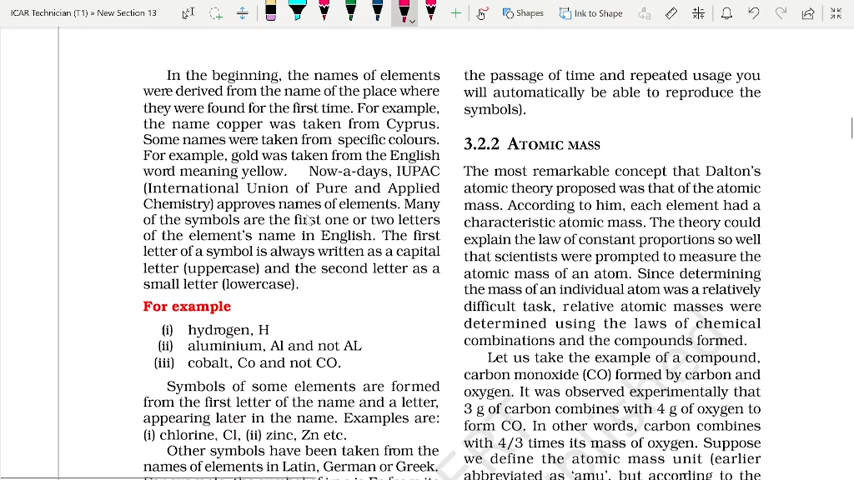 ICAR Technician (T1) » New Section 13
Shapes
Ink to Shape
In the beginning, the names of elements
were derived from the name of the place where
they were found for the first time. For example,
the name copper was taken from Cyprus.
Some names were taken from specific colours.
For example, gold was taken from the English
word meaning yellow. Now-a-days, IUPAC
(International Union of Pure and Applied
Chemistry) approves names of elements. Many
of the symbols are the first one or two letters
of the element's name in English. The first
letter of a symbol is always written as a capital
letter (uppercase) and the second letter as a
small letter (lowercase).
For example
(i) hydrogen, H
(ii) aluminium, Al and not AL
(iii) cobalt, Co and not CO.
Symbols of some elements are formed
from the first letter of the name and a letter,
appearing later in the name. Examples are:
(i) chlorine, Cl, (ii) zinc, Zn etc.
Other symbols have been taken from the
names of elements in Latin, German or Greek.
the passage of time and repeated usage you
will automatically be able to reproduce the
symbols).
3.2.2 ATOMIC MASS
The most remarkable concept that Dalton's
atomic theory proposed was that of the atomic
mass. According to him, each element had a
characteristic atomic mass. The theory could
explain the law of constant proportions so well
that scientists were prompted to measure the
atomic mass of an atom. Since determining
the mass of an individual atom was a relatively
difficult task, relative atomic masses were
determined using the laws of chemical
combinations and the compounds formed.
Let us take the example of a compound,
carbon monoxide (CO) formed by carbon and
oxygen. It was observed experimentally that
3 g of carbon combines with 4 g of oxygen to
form CO. In other words, carbon combines
with 4/3 times its mass of oxygen. Suppose
we define the atomic mass unit (earlier
abbreviated as 'amu', but according to the